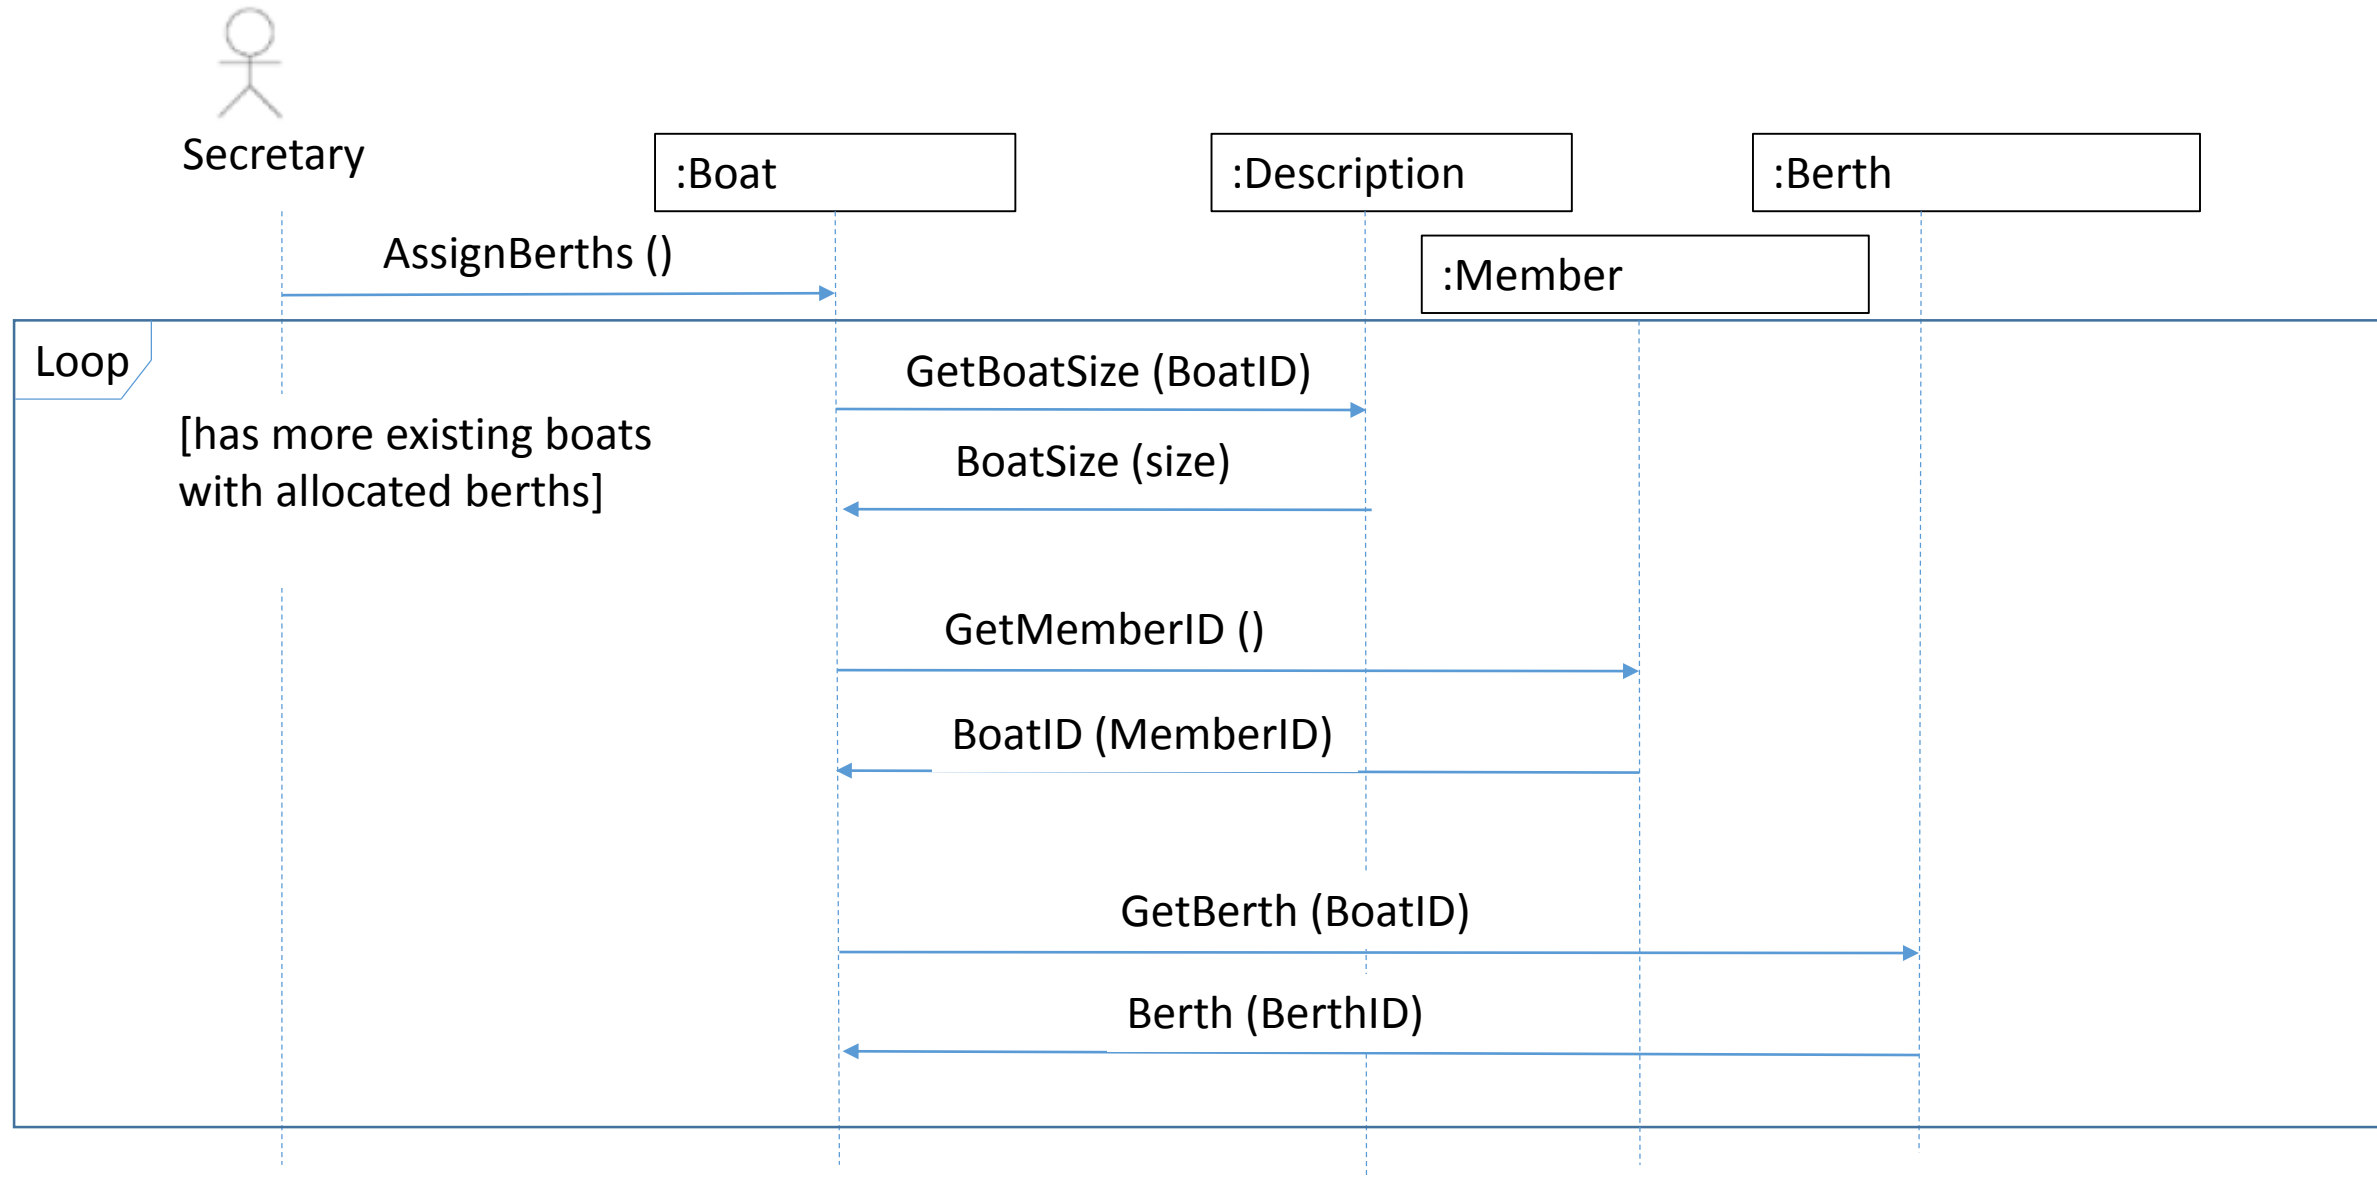 Secretary
:Boat
:Description
:Berth
AssignBerths ()
:Member
Loop
GetBoatSize (BoatID)
[has more existing boats
with allocated berths]
BoatSize (size)
GetMemberID ()
BoatID (MemberID)
GetBerth (BoatID)
Berth (BerthID)